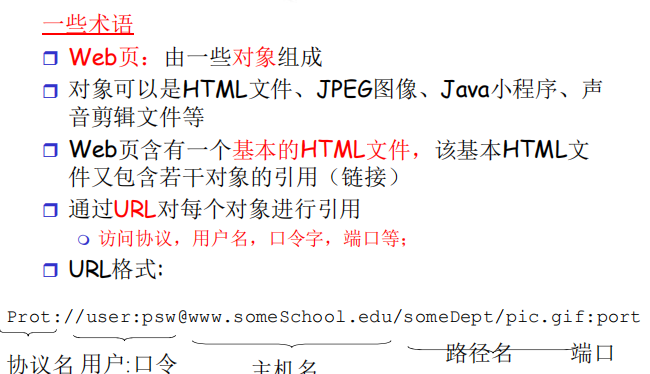 一些术语
Web页：由一些对象组成
对象可以是HTML文件、JPEG图像、Java小程序、声
音剪辑文件等
Web页含有一个基本的HTML文件，该基本HTML文
件又包含若干对象的引用（链接）
通过URL对每个对象进行引用
访问协议，用户名，口令字，端口等；
URL格式:
Prot://user:psw@www.someSchool.edu/someDept/pic.gif:port
协议名 用户:口令 主机名 路径名 端口